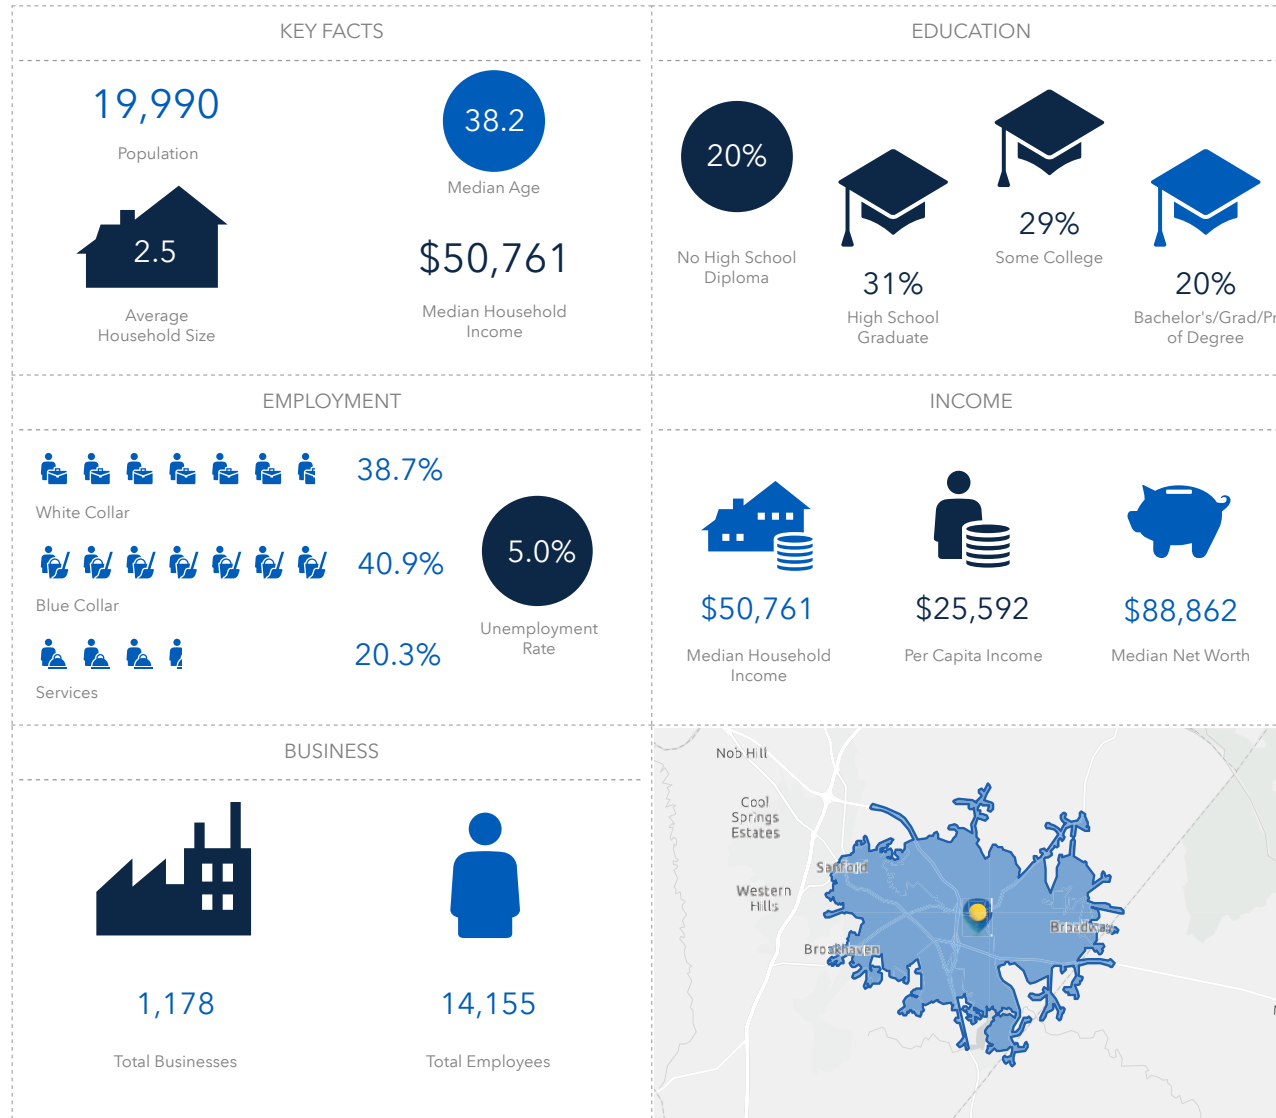 KEY FACTS
19,990
Population
38.2
Median Age
2.5
Average
Household Size
$50,761
Median Household
Income
EDUCATION
20%
No High School
Diploma
31%
High School
Graduate
29%
Some College
20%
Bachelor's/Grad/Pr
of Degree
EMPLOYMENT
38.7%
White Collar
40.9%
Blue Collar
20.3%
Services
5.0%
Unemployment
Rate
INCOME
$50,761
Median Household
Income
$25,592
Per Capita Income
$88,862
Median Net Worth
BUSINESS
1,178
Total Businesses
14,155
Total Employees
Nob Hill
Cool
Springs
Estates
Sanford
Western
Hills
Broadway
Brookhaven